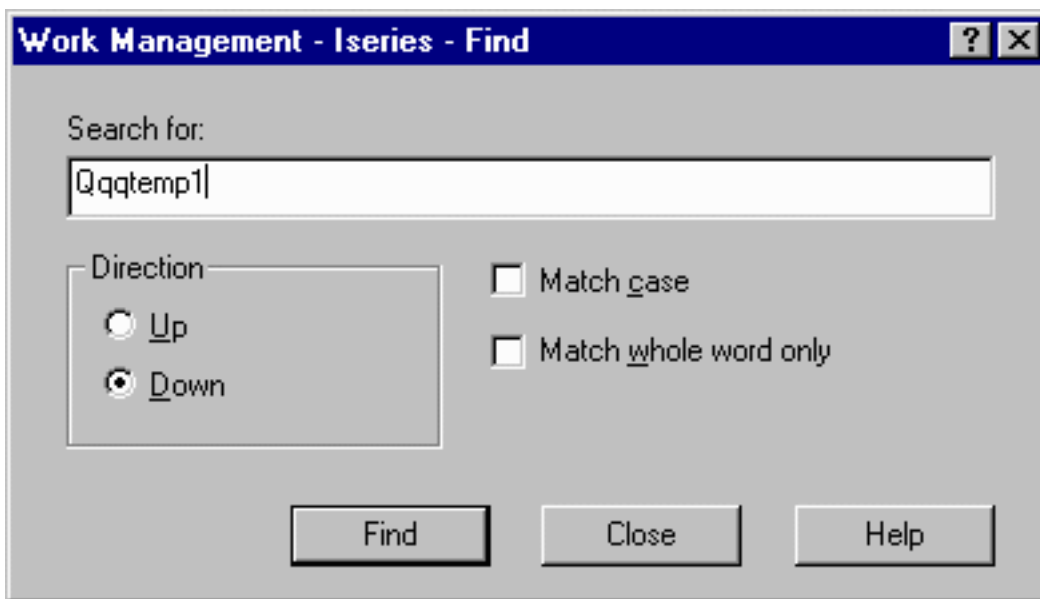 Work Management - Iseries - Find
Search for:
Qqqtemp1
Direction
Up
Down
Match case
Match whole word only
Find Close Help